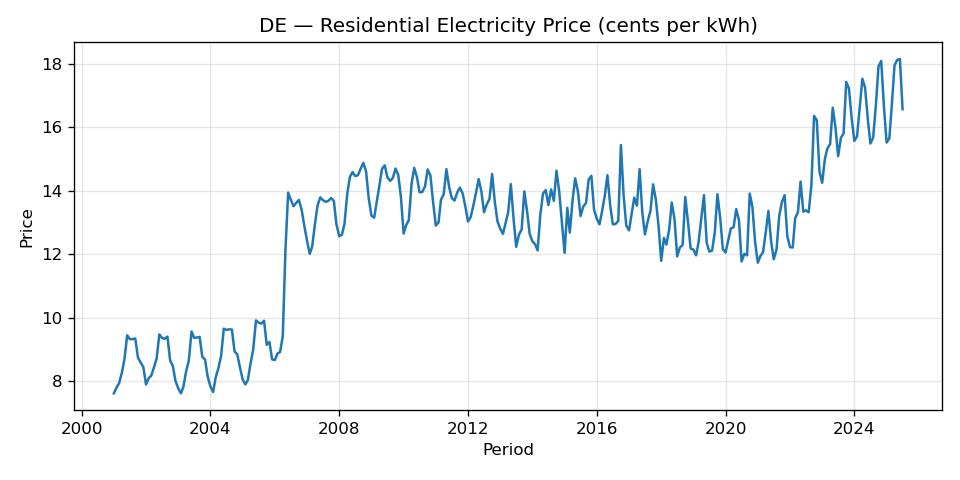 DE — Residential Electricity Price (cents per kWh)
18
16
14
12
10
8
Price
2000 2004 2008 2012 2016 2020 2024
Period